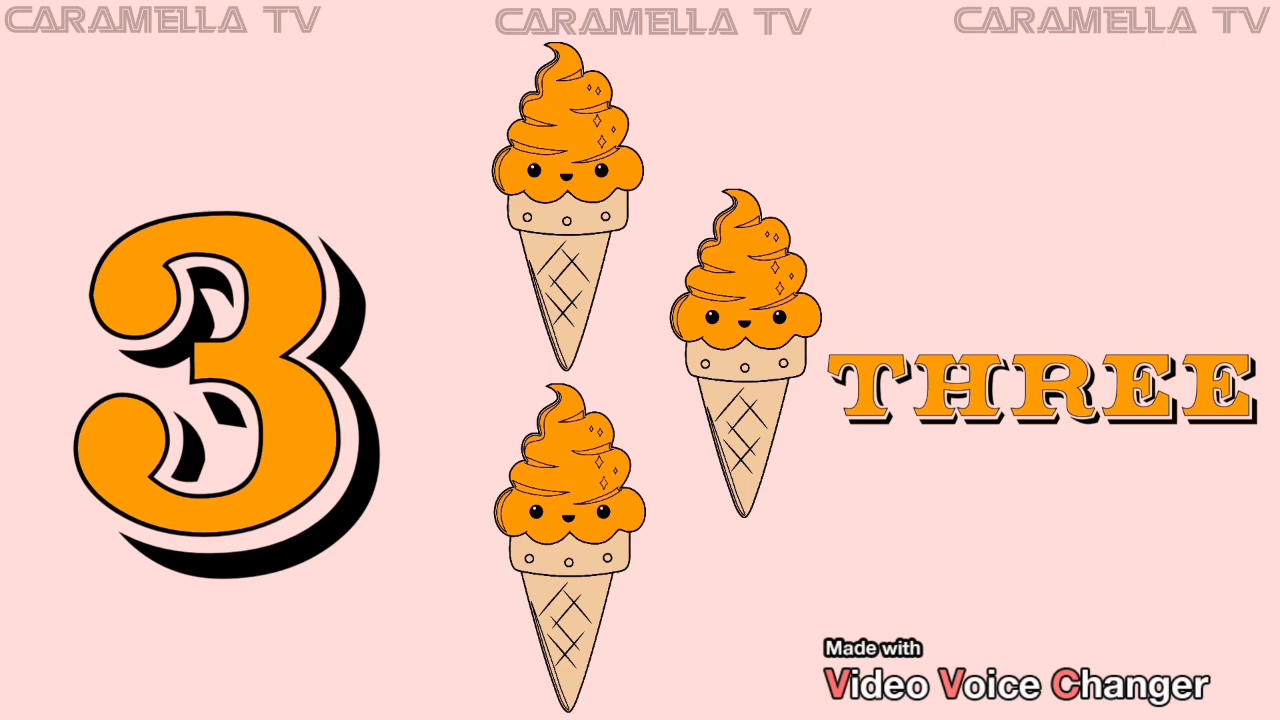 CARAMELLA TV CARAMELLA TV CARAMELLA TV
3
THREE
Made with
Video Voice Changer